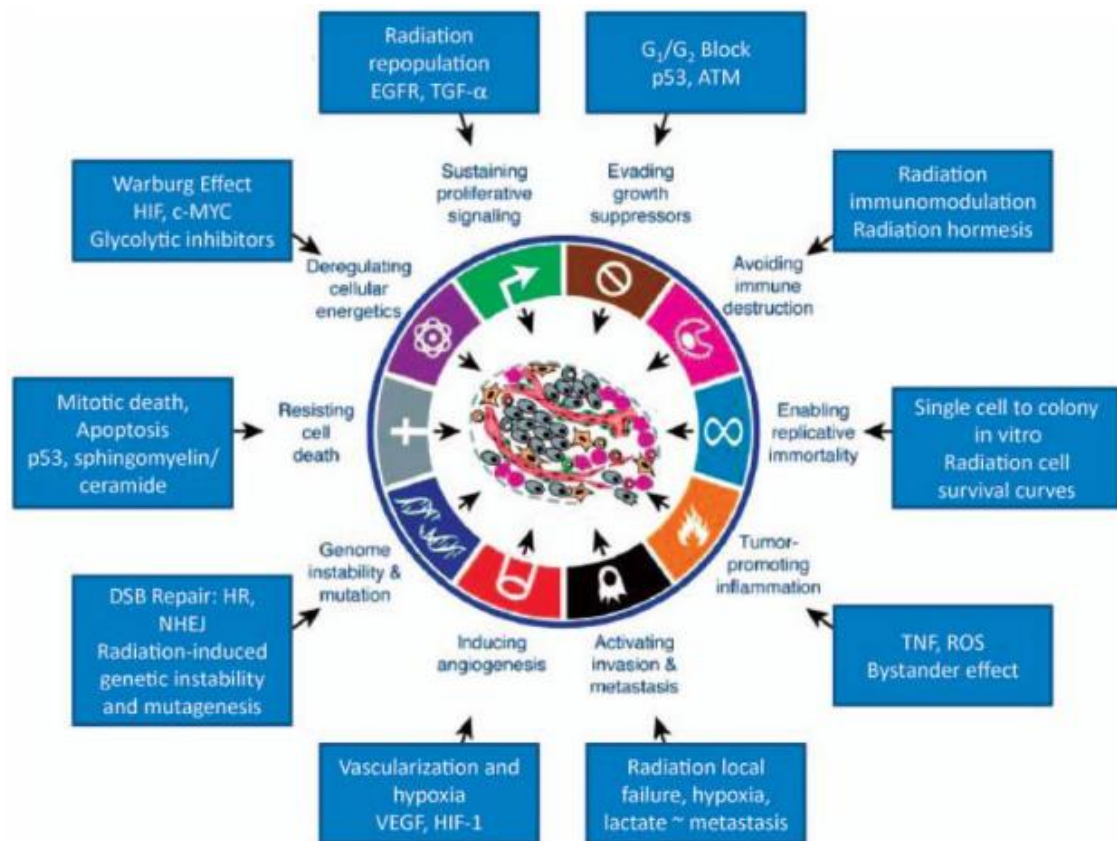 Radiation
repopulation
EGFR, TGF-α
G₁/G₂ Block
p53, ATM
Warburg Effect
HIF, c-MYC
Glycolytic inhibitors
Sustaining
proliferative
signaling
Evading
growth
suppressors
Radiation
immunomodulation
Radiation hormesis
Deregulating
cellular
energetics
Avoiding
immune
destruction
Mitotic death,
Apoptosis
p53, sphingomyelin/
ceramide
Resisting
cell
death
Enabling
replicative
immortality
Single cell to colony
in vitro
Radiation cell
survival curves
Genome
instability &
mutation
Tumor-
promoting
inflammation
DSB Repair: HR,
NHEJ
Radiation-induced
genetic instability
and mutagenesis
Inducing
angiogenesis
Activating
invasion &
metastasis
TNF, ROS
Bystander effect
Vascularization and
hypoxia
VEGF, HIF-1
Radiation local
failure, hypoxia,
lactate ~ metastasis